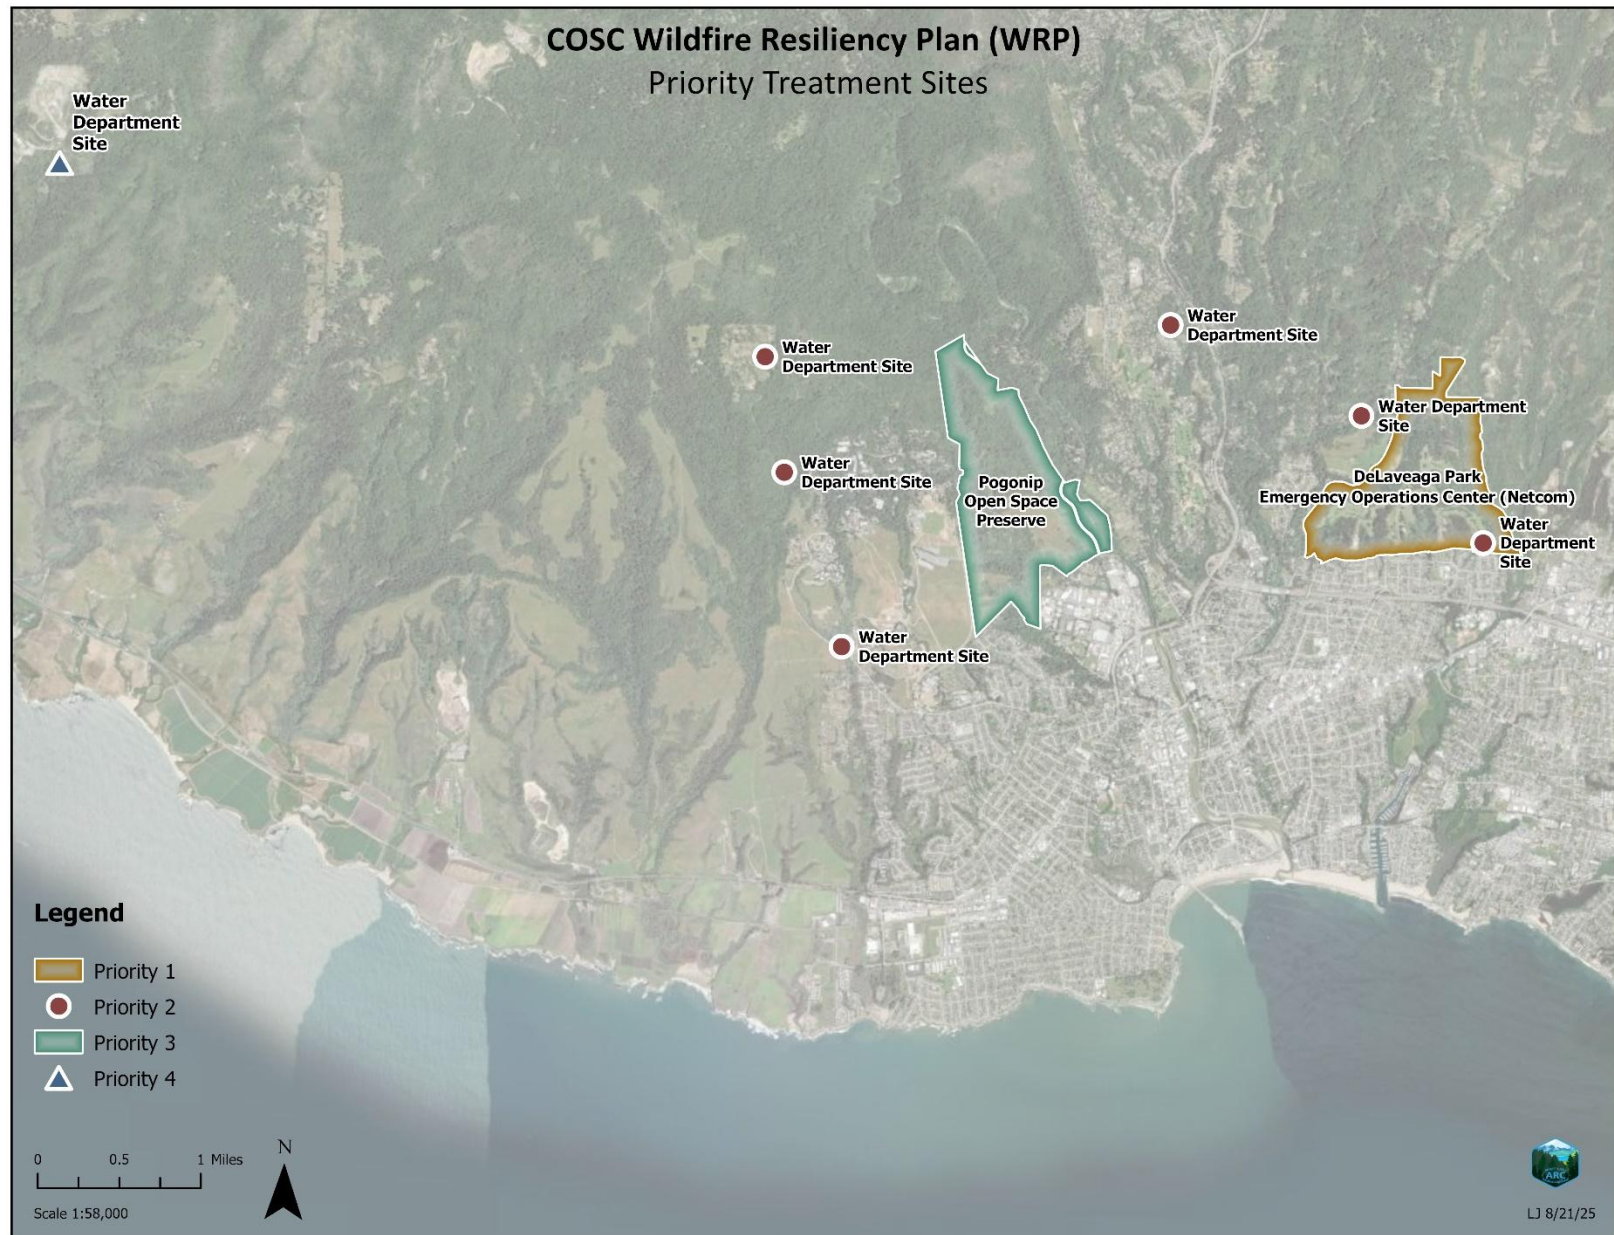 COSC Wildfire Resiliency Plan (WRP)
Priority Treatment Sites
Water
Department
Site
Water
Department Site
Water
Department Site
Water Department
Site
Water
Department Site
Pogonip
Open Space
Preserve
DeLaveaga Park
Emergency Operations Center (Netcom)
Water
Department
Site
Water
Department Site
Legend
Priority 1
Priority 2
Priority 3
Priority 4
0 0.5 1 Miles
Scale 1:58,000
N
ARC
LJ 8/21/25